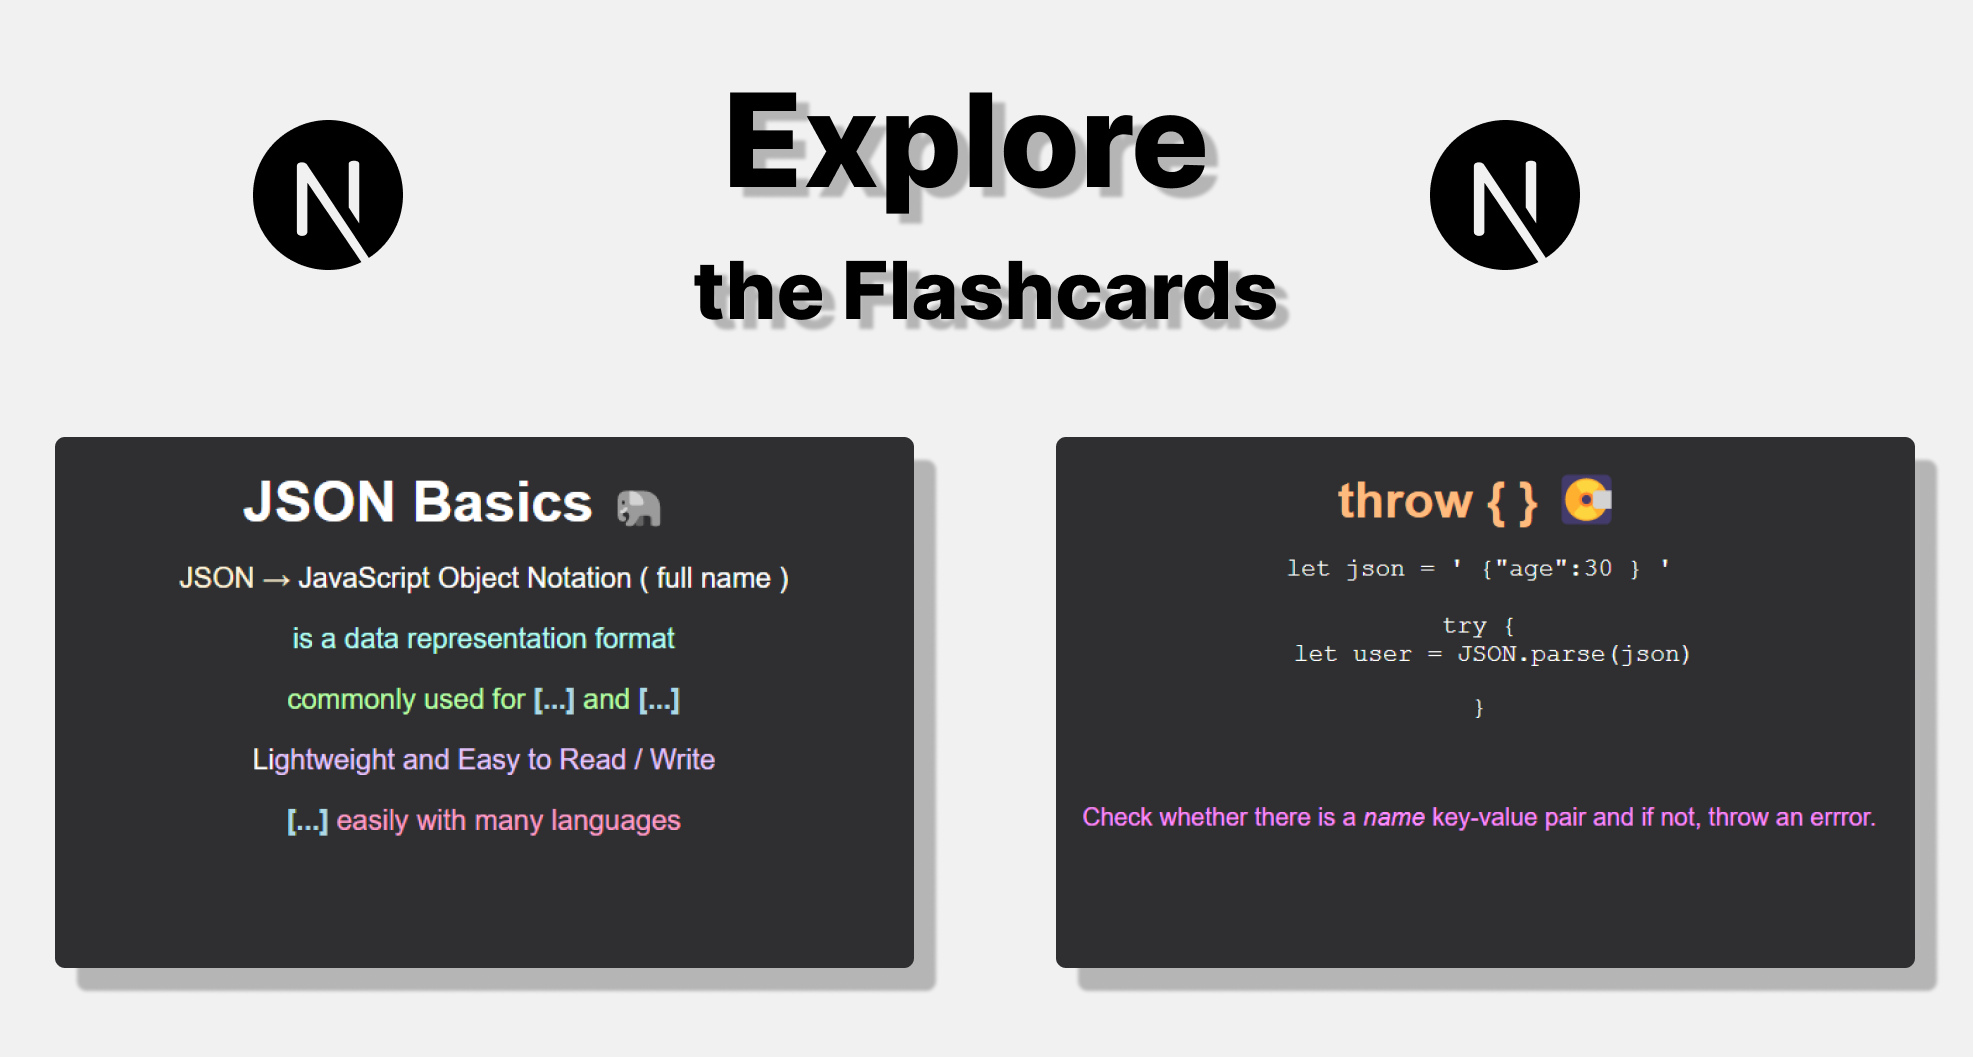 Explore
the Flashcards
JSON Basics
JSON → JavaScript Object Notation ( full name )
is a data representation format
commonly used for [...] and [...]
Lightweight and Easy to Read / Write
[...] easily with many languages
throw { }
let json = ' {"age":30 } '
try {
let user = JSON.parse(json)
}
Check whether there is a name key-value pair and if not, throw an errror.